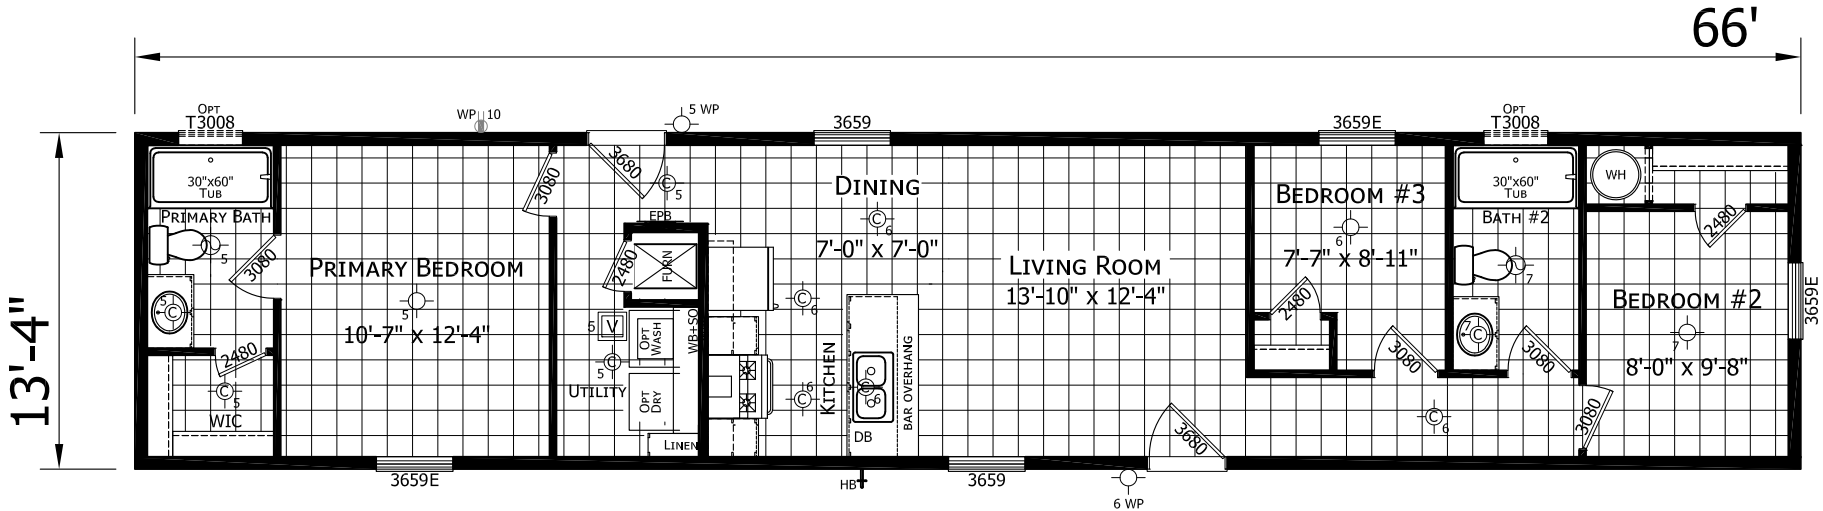 66'
13'-4"
OPT
T3008
WP 10
5 WP
3659
3659E
OPT
T3008
30"x60"
TUB
PRIMARY BATH
5
3080
5
C
2480
C
5
WIC
PRIMARY BEDROOM
5
10'-7" x 12'-4"
3080
3659E
3680
C
5
EPB
2480
FURN
5
V
C
5
UTILITY
OPT
WASH
WB+SO
OPT
DRY
LINEN
DINING
C
6
7'-0" x 7'-0"
C
6
6
C
KITCHEN
C
6
DB
BAR OVERHANG
HB
LIVING ROOM
13'-10" x 12'-4"
3659
3680
6 WP
BEDROOM #3
6
7'-7" x 8'-11"
2480
3080
C
6
30"x60"
TUB
BATH #2
7
7
C
3080
WH
2480
BEDROOM #2
7
8'-0" x 9'-8"
3080
3659E